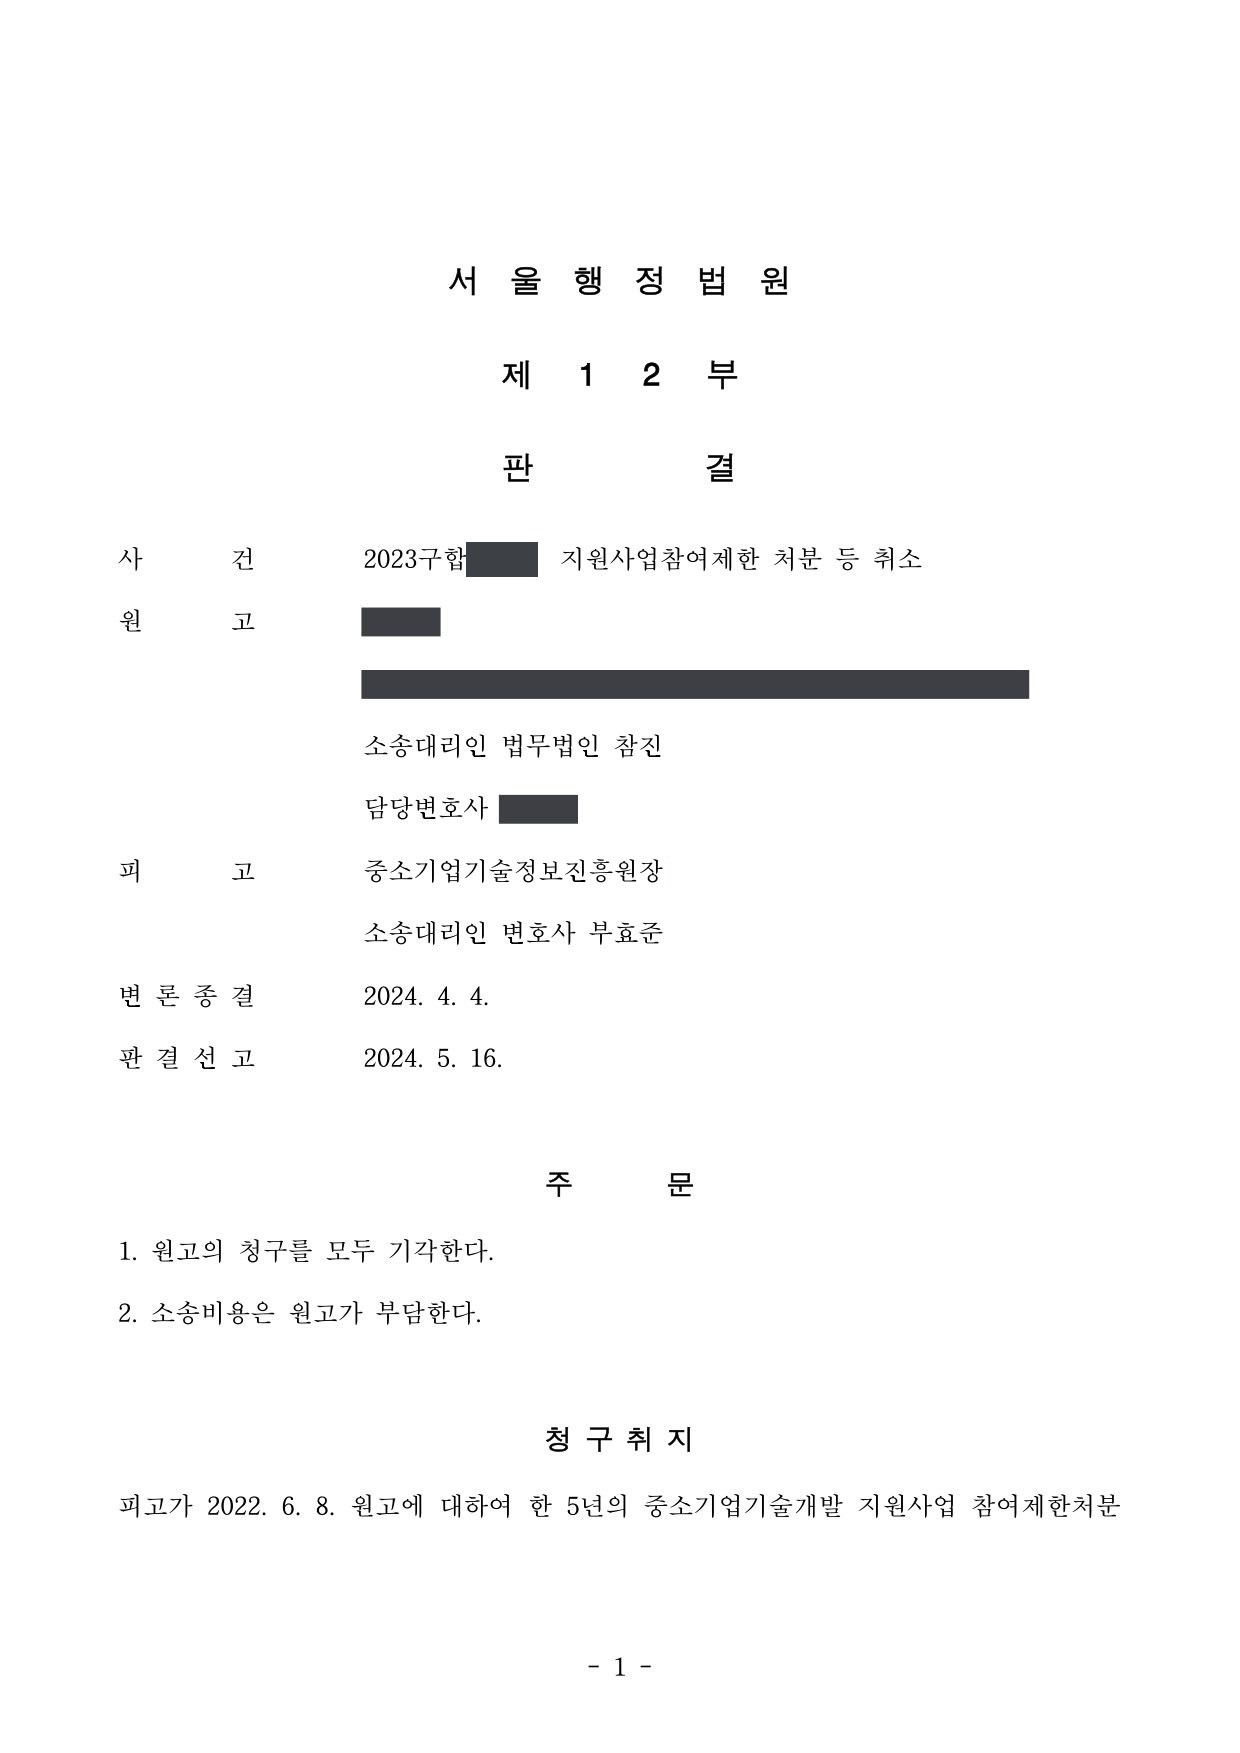 서 울 행 정 법 원
제 1 2 부
판 결
사 건 2023구합 지원사업참여제한 처분 등 취소
원 고
소송대리인 법무법인 참진
담당변호사
피 고 중소기업기술정보진흥원장
소송대리인 변호사 부효준
변 론 종 결 2024. 4. 4.
판 결 선 고 2024. 5. 16.
주 문
1. 원고의 청구를 모두 기각한다.
2. 소송비용은 원고가 부담한다.
청 구 취 지
피고가 2022. 6. 8. 원고에 대하여 한 5년의 중소기업기술개발 지원사업 참여제한처분
- 1 -